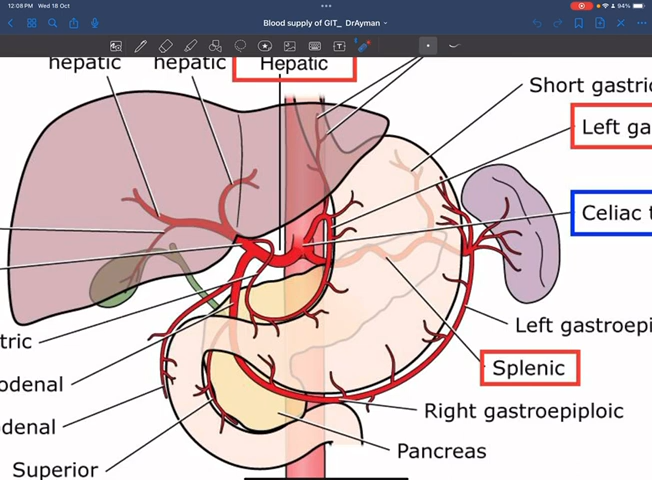 12:08 PM Wed 18 Oct
94%
Blood supply of GIT_ DrAyman
hepatic hepatic Hepatic
Short gastric
Left ga
Celiac t
tric
Left gastroepi
Splenic
odenal
Right gastroepiploic
denal
Pancreas
Superior